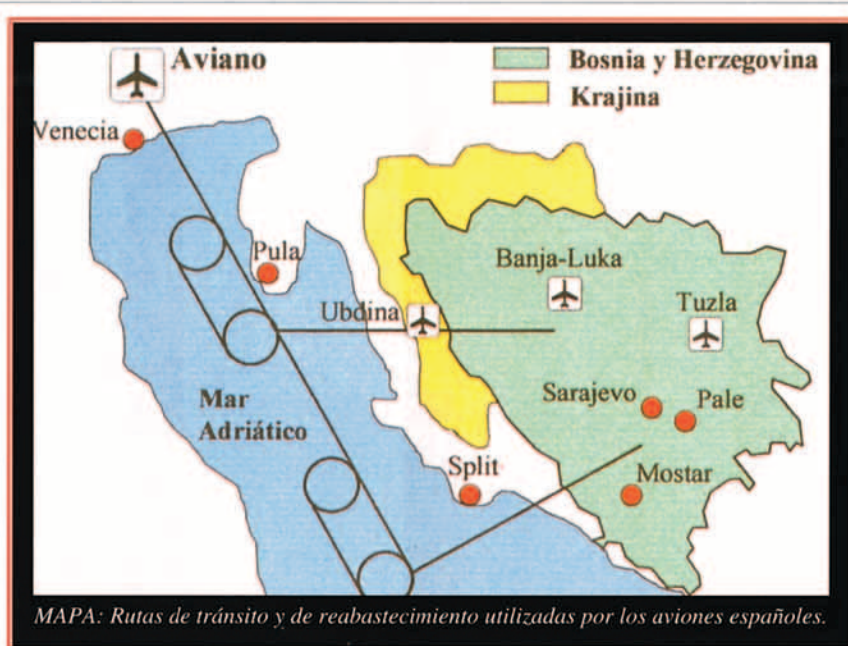 Aviano
Bosnia y Herzegovina
Krajina
Venecia
Pula
Banja-Luka
Ubdina
Tuzla
Mar
Adriático
Sarajevo
Pale
Split
Mostar
MAPA: Rutas de tránsito y de reabastecimiento utilizadas por los aviones españoles.